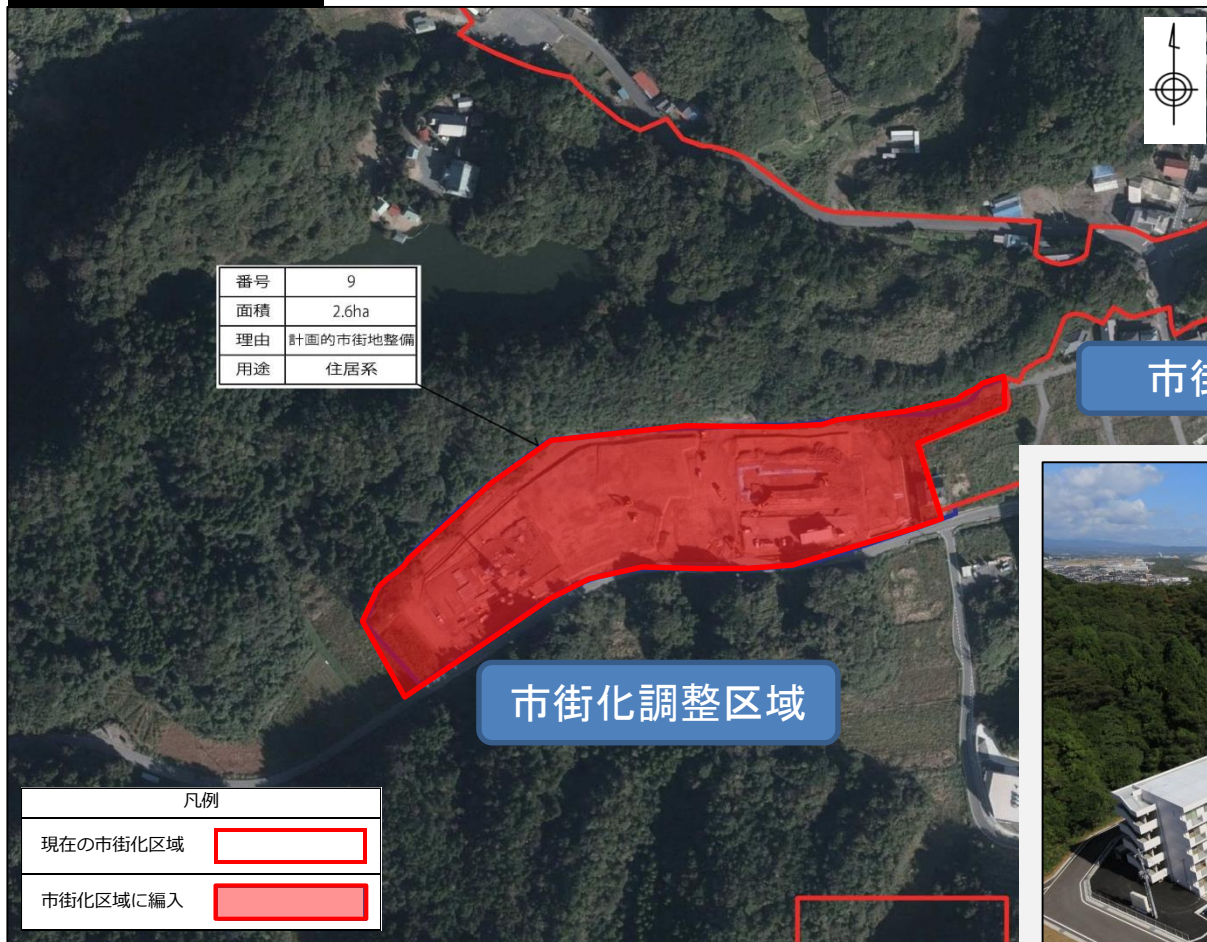 番号 9
面積 2.6ha
理由 計画的市街地整備
用途 住居系
市街
市街化調整区域
凡例
現在の市街化区域
市街化区域に編入